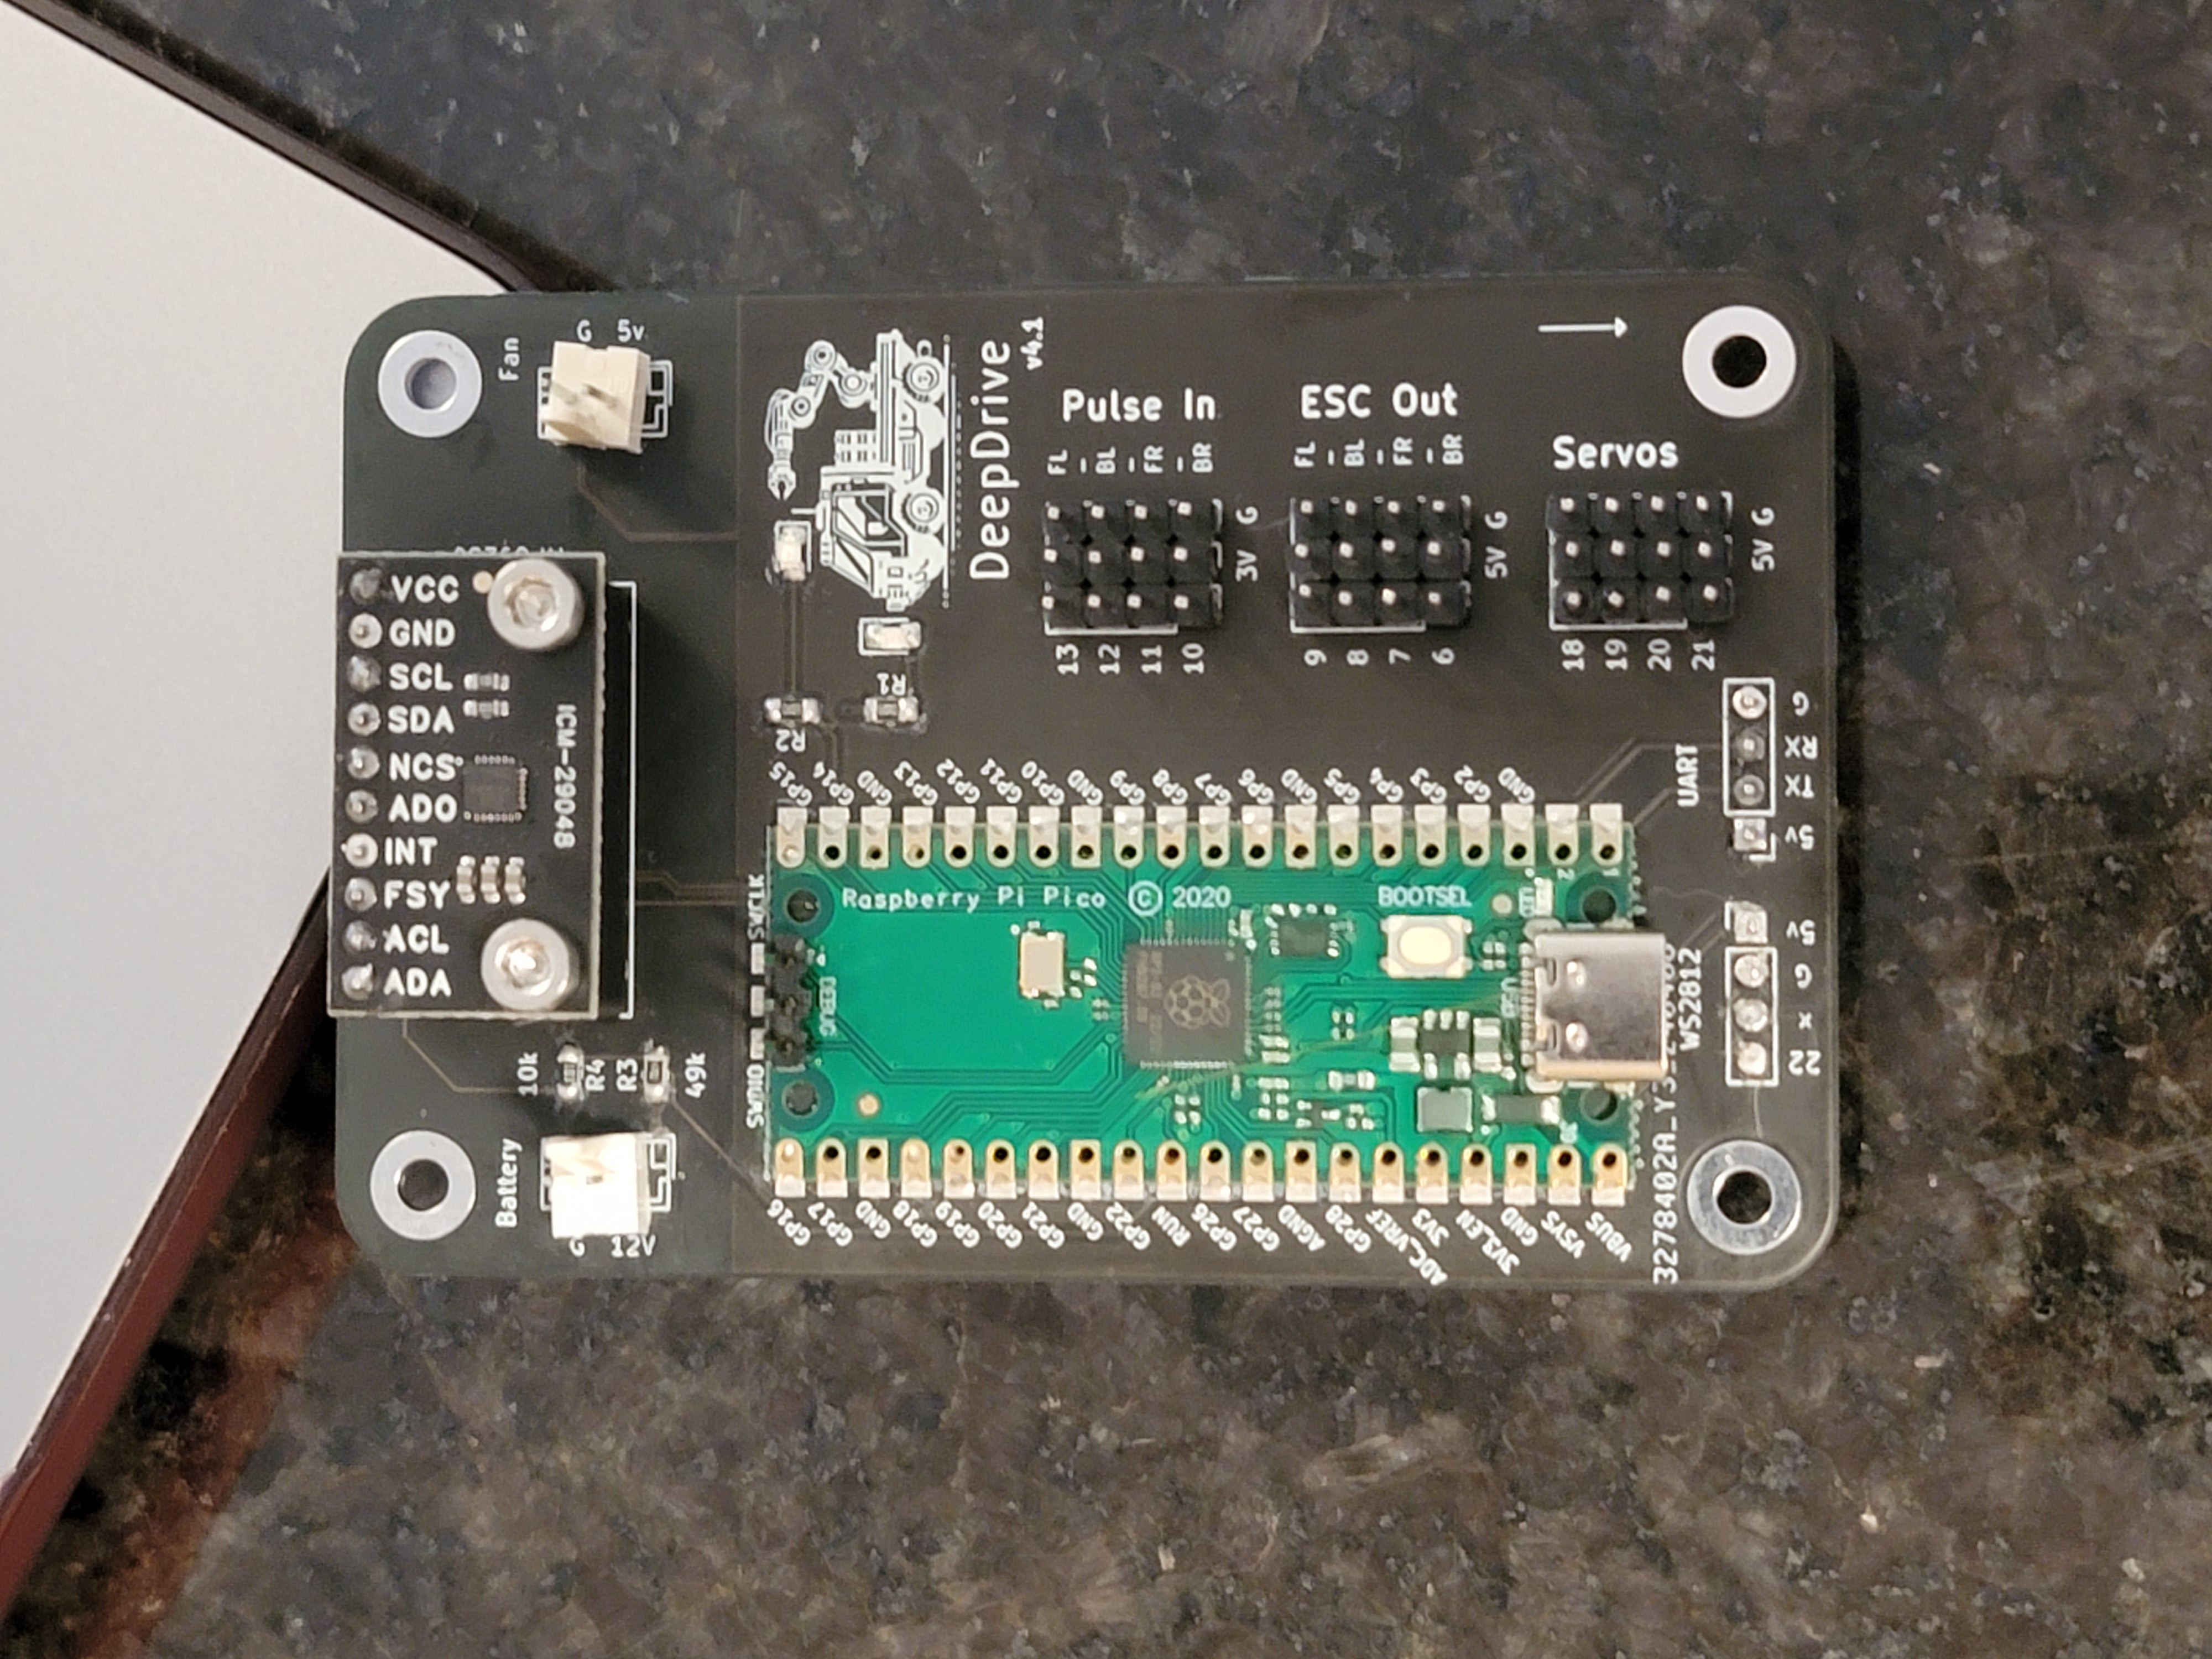 ADA
ACL
FSY
INT
ADO
NCS
SDA
SCL
GND
VCC
ICM-29048
Battery
G 12V
10k
R4
R3
49k
Fan
G 5v
SWDIO
SWCLK
DEBUG
GP16
GP17
GND
GP18
GP19
GP20
GP21
GND
GP22
RUN
GP26
GP27
AGND
GP28
ADC_VREF
3V3
3V3_EN
GND
VSYS
VBUS
Raspberry Pi Pico © 2020
BOOTSEL
USB
GP15
GP14
GND
GP13
GP12
GP11
GP10
GND
GP9
GP8
GP7
GP6
GND
GP5
GP4
GP3
GP2
GND
2
1
R2
R1
DeepDrive
v4.1
Pulse In
13 FL
12 BL
11 FR
10 BR
3V G
ESC Out
9 FL
8 BL
7 FR
6 BR
5V G
Servos
18
19
20
21
5V G
WS2812
22 x G 5v
UART
5v TX RX G